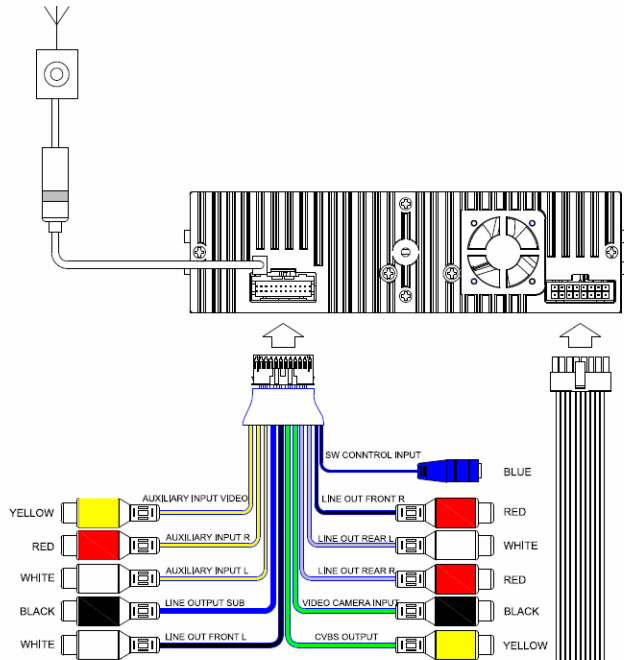 SW CONNTROL INPUT
BLUE
YELLOW
AUXILIARY INPUT VIDEO
LINE OUT FRONT R
RED
RED
AUXILIARY INPUT R
LINE OUT REAR L
WHITE
WHITE
AUXILIARY INPUT L
LINE OUT REAR R
RED
BLACK
LINE OUTPUT SUB
VIDEO CAMERA INPUT
BLACK
WHITE
LINE OUT FRONT L
CVBS OUTPUT
YELLOW